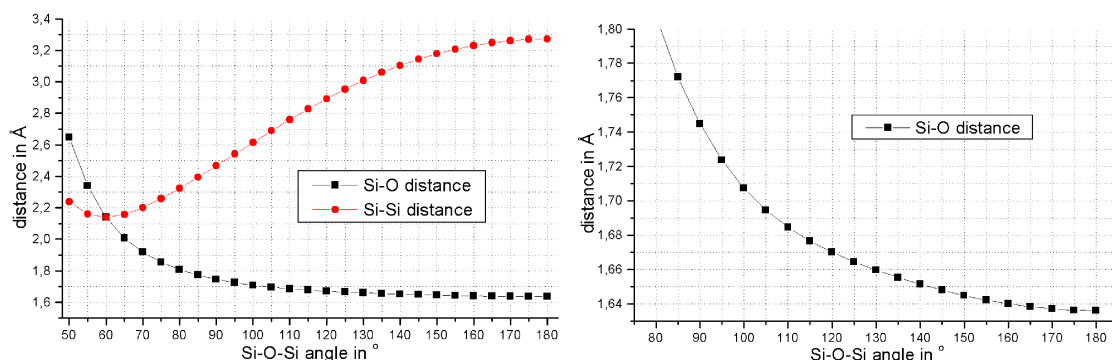 3,4
3,2
3,0
2,8
2,6
2,4
2,2
2,0
1,8
1,6
distance in Å
Si-O distance
Si-Si distance
50 60 70 80 90 100 110 120 130 140 150 160 170 180
Si-O-Si angle in °
1,80
1,78
1,76
1,74
1,72
1,70
1,68
1,66
1,64
distance in Å
Si-O distance
80 90 100 110 120 130 140 150 160 170 180
Si-O-Si angle in °